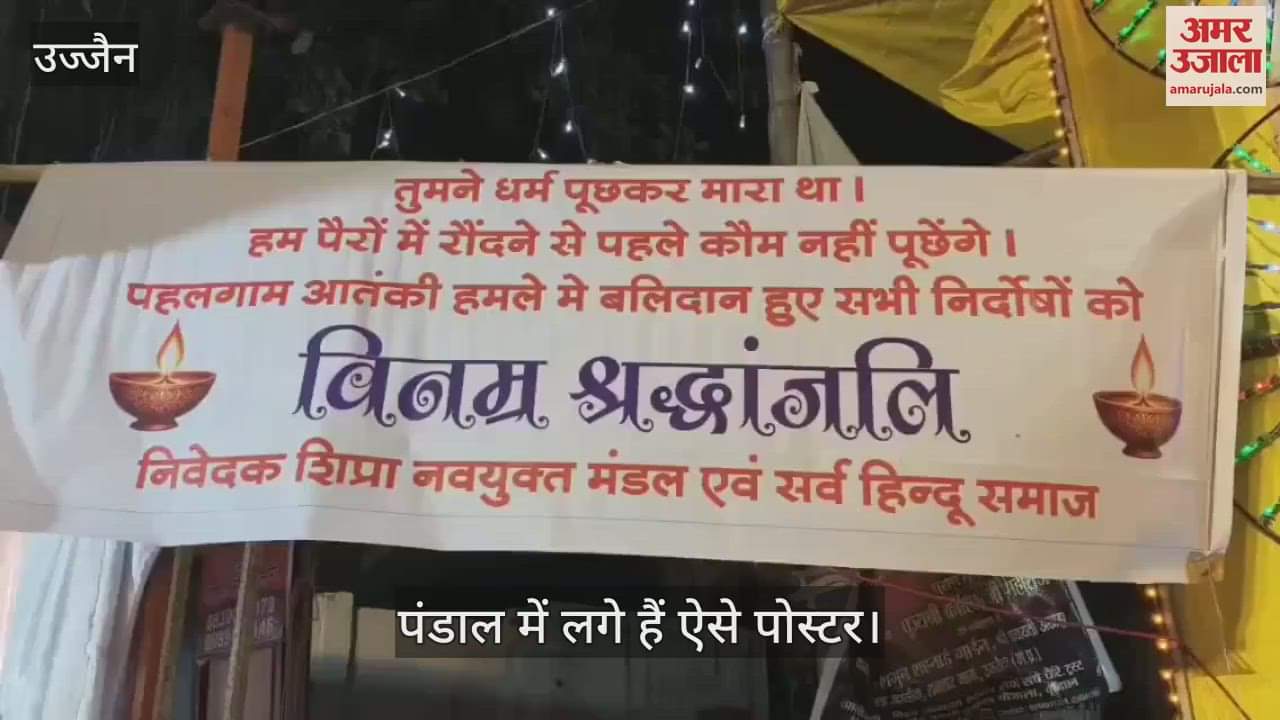 उज्जैन
अमर
उजाला
amarujala.com
तुमने धर्म पूछकर मारा था ।
हम पैरों में रौंदने से पहले कौम नहीं पूछेंगे ।
पहलगाम आतंकी हमले मे बलिदान हुए सभी निर्दोषों को
विनम्र श्रद्धांजलि
निवेदक शिप्रा नवयुक्त मंडल एवं सर्व हिन्दू समाज
पंडाल में लगे हैं ऐसे पोस्टर।